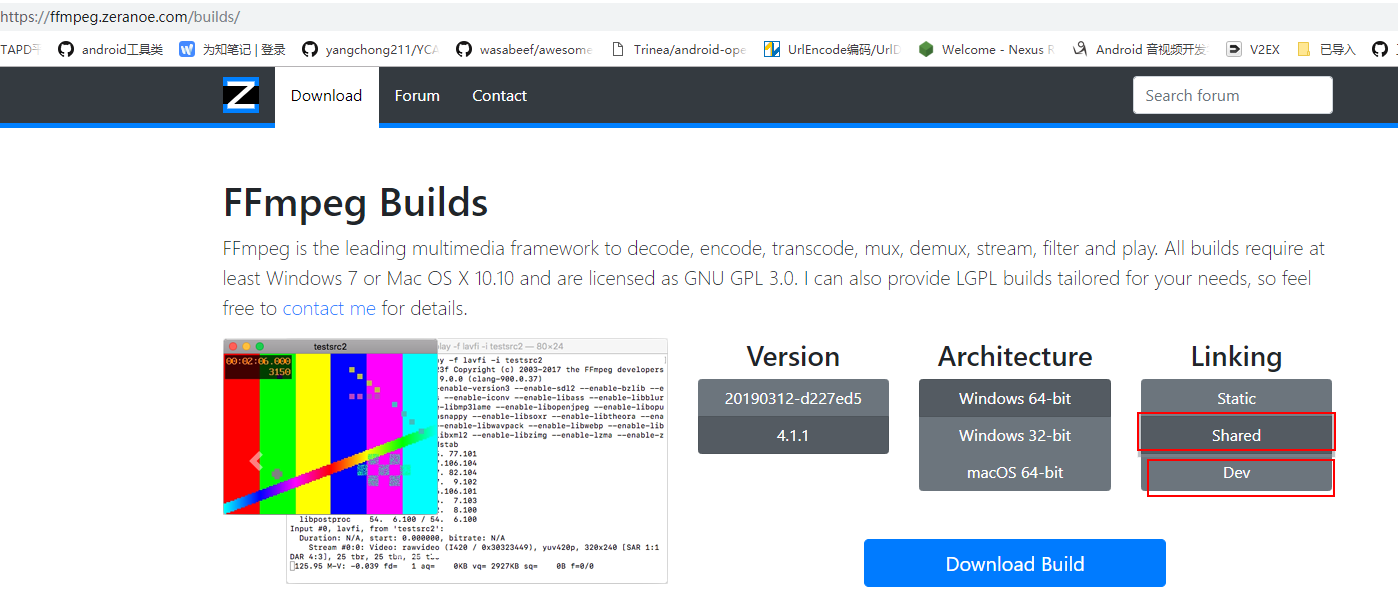 https://ffmpeg.zeranoe.com/builds/
TAPD平 android工具类 为知笔记 | 登录 yangchong211/YCA wasabeef/awesome Trinea/android-ope UrlEncode编码/UrlD Welcome - Nexus R Android 音视频开发 V2EX 已导入
Z Download Forum Contact Search forum
FFmpeg Builds
FFmpeg is the leading multimedia framework to decode, encode, transcode, mux, demux, stream, filter and play. All builds require at
least Windows 7 or Mac OS X 10.10 and are licensed as GNU GPL 3.0. I can also provide LGPL builds tailored for your needs, so feel
free to contact me for details.
testsrc2 play -f lavfi -i testsrc2 — 80×24
00:02:06.000
3150
lay -f lavfi -i testsrc2
23f Copyright (c) 2003-2017 the FFmpeg developers
9.0.0 (clang-900.0.37)
enable-version3 --enable-sdl2 --enable-bzlib --e
s --enable-iconv --enable-libass --enable-libblur
-libmp3lame --enable-libopenjpeg --enable-libopu
bsnappy --enable-libsoxr --enable-libtheora --ena
enable-libwavpack --enable-libwebp --enable-lib
libxml2 --enable-libzimg --enable-lzma --enable-z
dstab
. 77.101
7.106.104
7. 82.104
9.102
6.106.101
7.103
8.100
libpostproc 54. 6.100 / 54. 6.100
Input #0, lavfi, from 'testsrc2':
Duration: N/A, start: 0.000000, bitrate: N/A
Stream #0:0: Video: rawvideo (I420 / 0x30323449), yuv420p, 320x240 [SAR 1:1
DAR 4:3], 25 tbr, 25 tbn, 25 tbc
125.95 M-V: -0.039 fd= 1 aq= 0KB vq= 2927KB sq= 0B f=0/0
Version
20190312-d227ed5
4.1.1
Architecture
Windows 64-bit
Windows 32-bit
macOS 64-bit
Linking
Static
Shared
Dev
Download Build